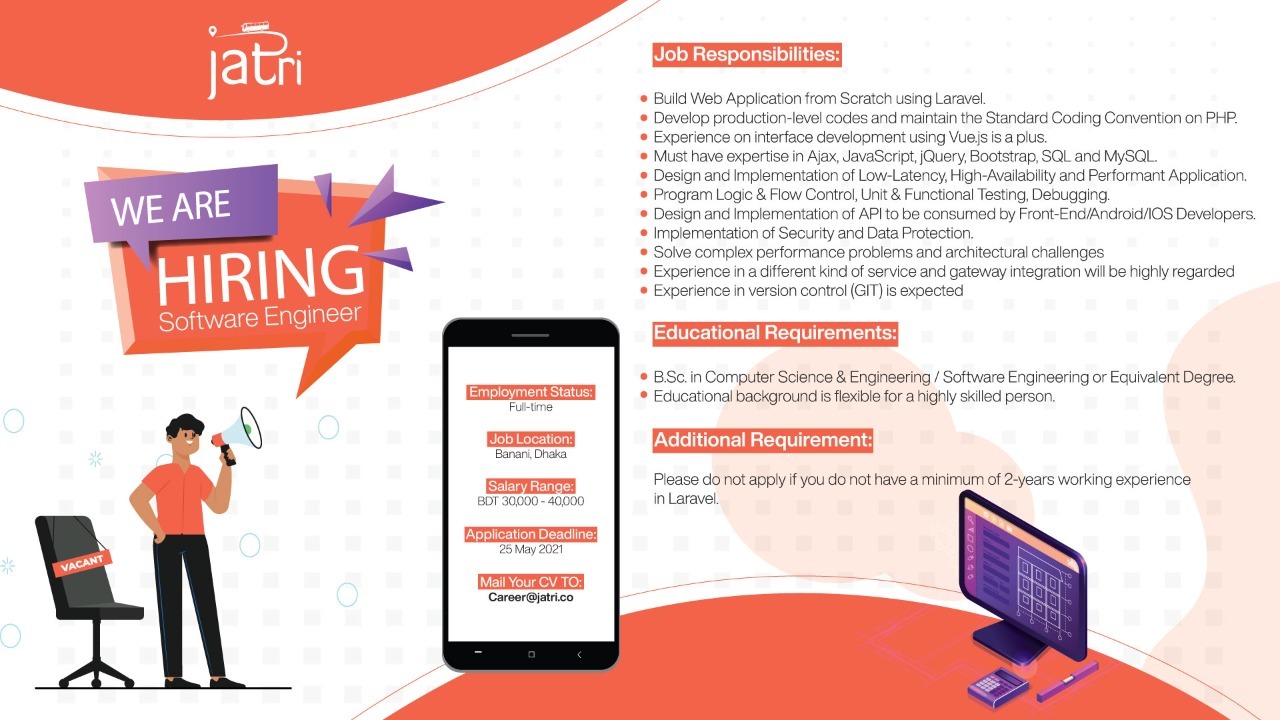 jatri
WE ARE
HIRING
Software Engineer
VACANT
Employment Status:
Full-time
Job Location:
Banani, Dhaka
Salary Range:
BDT 30,000 - 40,000
Application Deadline:
25 May 2021
Mail Your CV TO:
Career@jatri.co
Job Responsibilities:
Build Web Application from Scratch using Laravel.
Develop production-level codes and maintain the Standard Coding Convention on PHP.
Experience on interface development using Vue.js is a plus.
Must have expertise in Ajax, JavaScript, jQuery, Bootstrap, SQL and MySQL.
Design and Implementation of Low-Latency, High-Availability and Performant Application.
Program Logic & Flow Control, Unit & Functional Testing, Debugging.
Design and Implementation of API to be consumed by Front-End/Android/IOS Developers.
Implementation of Security and Data Protection.
Solve complex performance problems and architectural challenges
Experience in a different kind of service and gateway integration will be highly regarded
Experience in version control (GIT) is expected
Educational Requirements:
B.Sc. in Computer Science & Engineering / Software Engineering or Equivalent Degree.
Educational background is flexible for a highly skilled person.
Additional Requirement:
Please do not apply if you do not have a minimum of 2-years working experience
in Laravel.